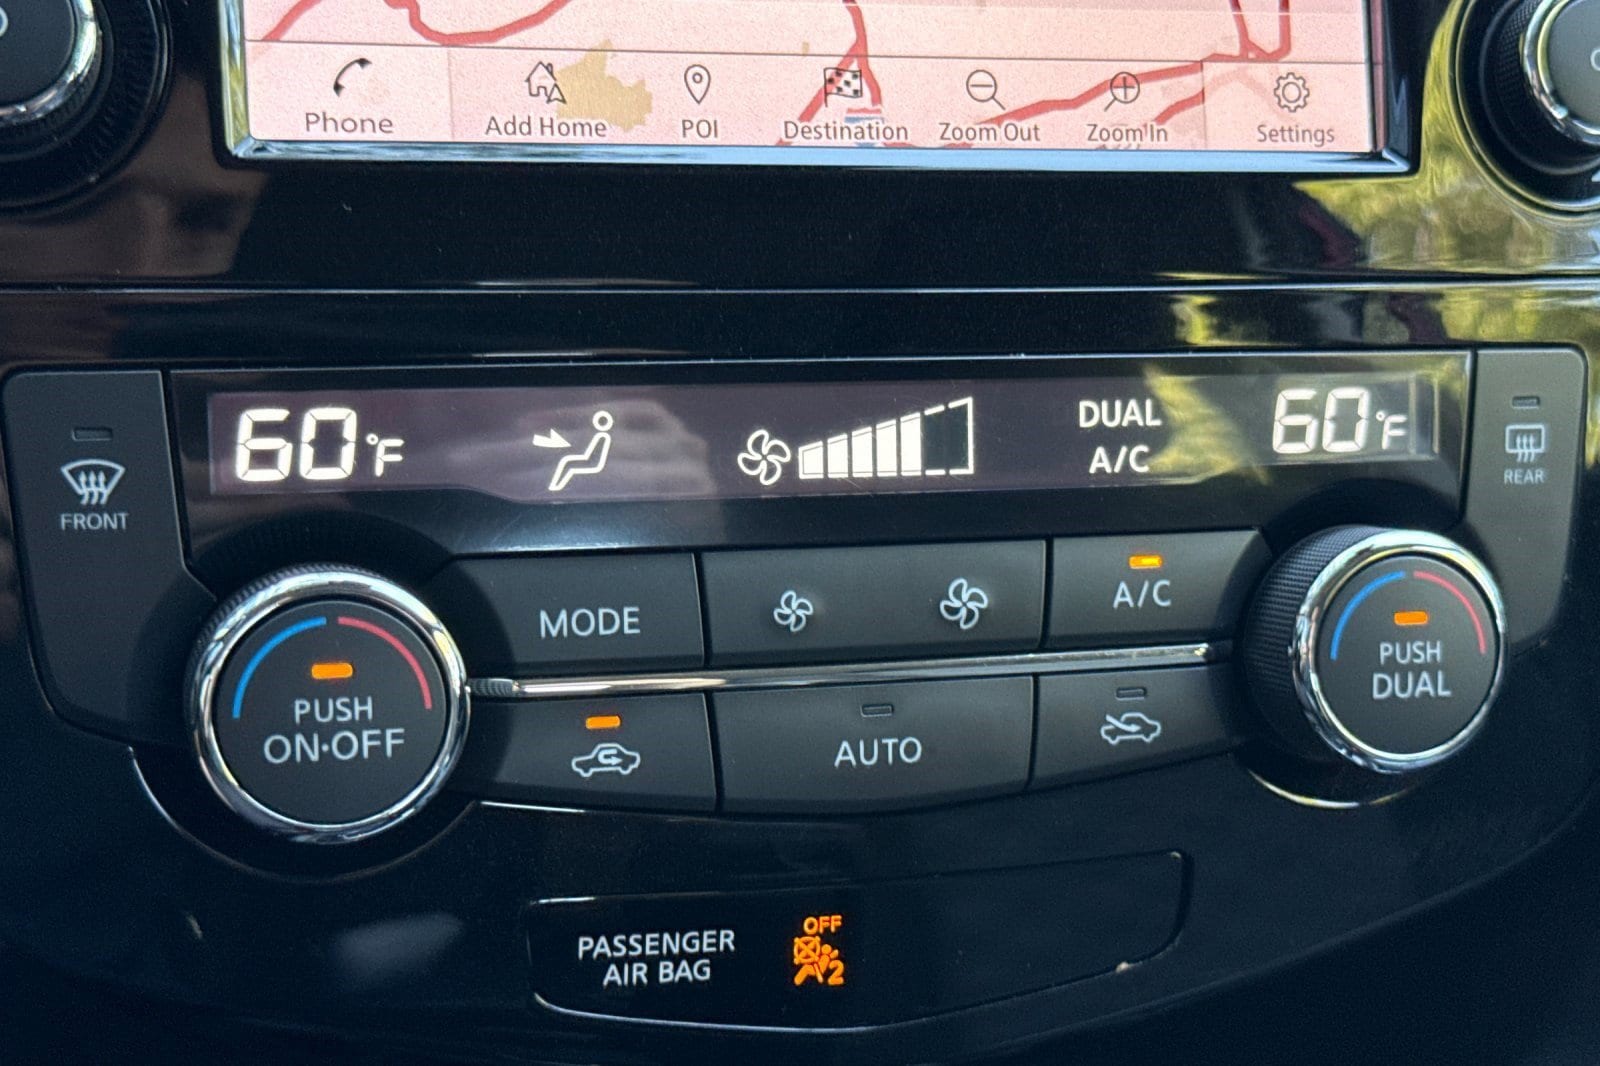 Phone
Add Home
POI
Destination
Zoom Out
Zoom In
Settings
60°F
DUAL
A/C
60°F
FRONT
REAR
MODE
A/C
PUSH
ON•OFF
AUTO
PUSH
DUAL
PASSENGER
AIR BAG
OFF
2